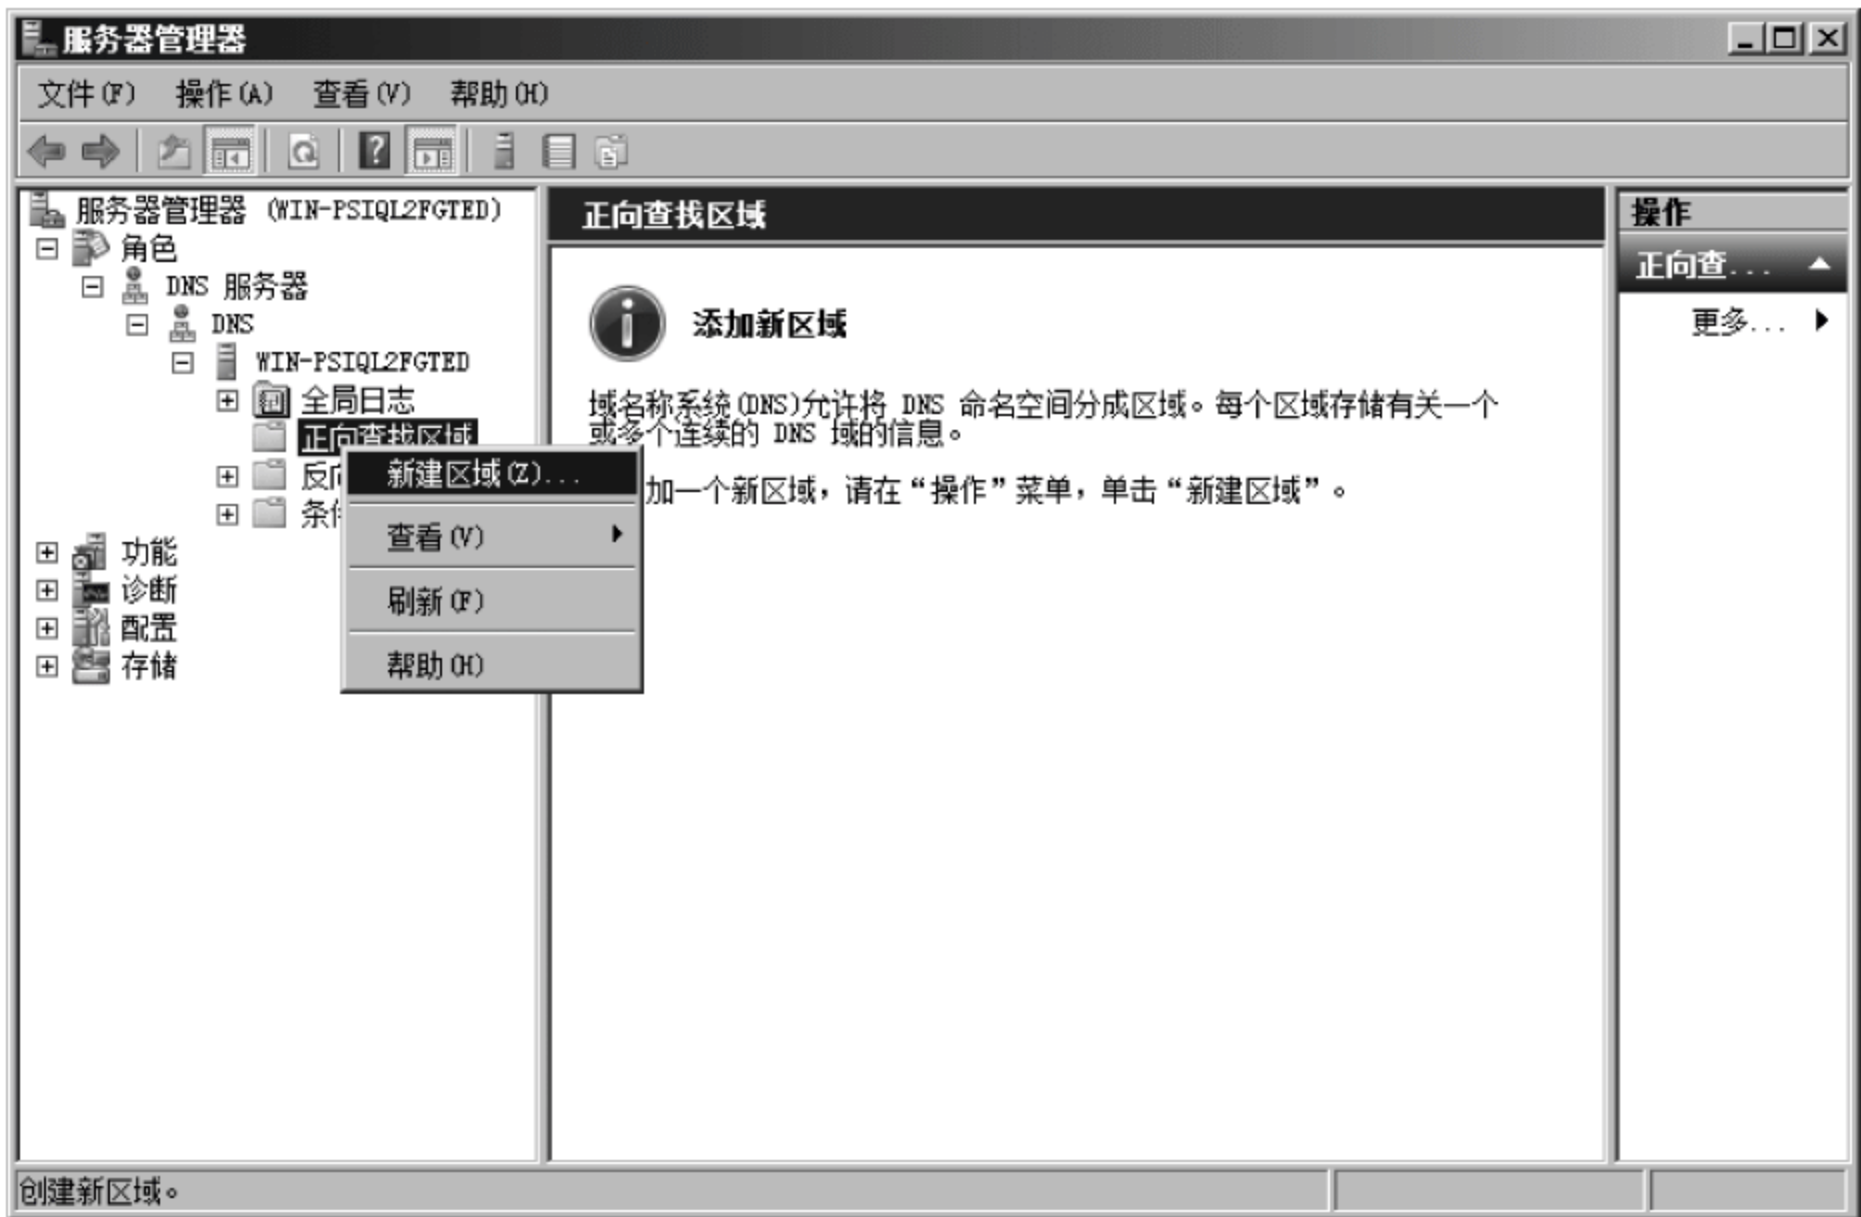 服务器管理器
文件(F) 操作(A) 查看(V) 帮助(H)
服务器管理器 (WIN-PSIQL2FGTED)
角色
DNS 服务器
DNS
WIN-PSIQL2FGTED
全局日志
正向查找区域
反向
条件
功能
诊断
配置
存储
新建区域(Z)...
查看(V)
刷新(F)
帮助(H)
正向查找区域
添加新区域
域名称系统(DNS)允许将 DNS 命名空间分成区域。每个区域存储有关一个
或多个连续的 DNS 域的信息。
加一个新区域，请在“操作”菜单，单击“新建区域”。
操作
正向查...
更多...
创建新区域。